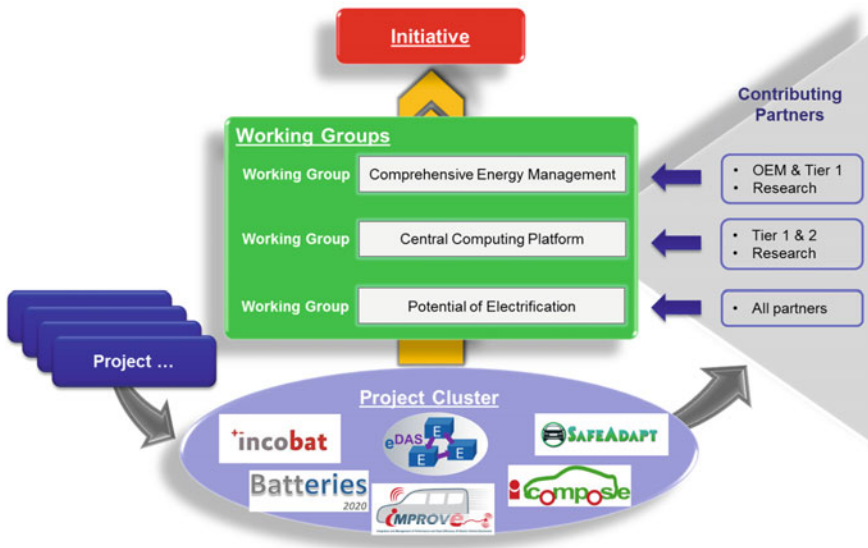 Initiative
Contributing
Partners
Working Groups
Working Group Comprehensive Energy Management
• OEM & Tier 1
• Research
Working Group Central Computing Platform
• Tier 1 & 2
• Research
Working Group Potential of Electrification
• All partners
Project ...
Project Cluster
+-incobat
eDAS
E
E
E
SAFEADAPT
Batteries
2020
iMPROVE
iComposle